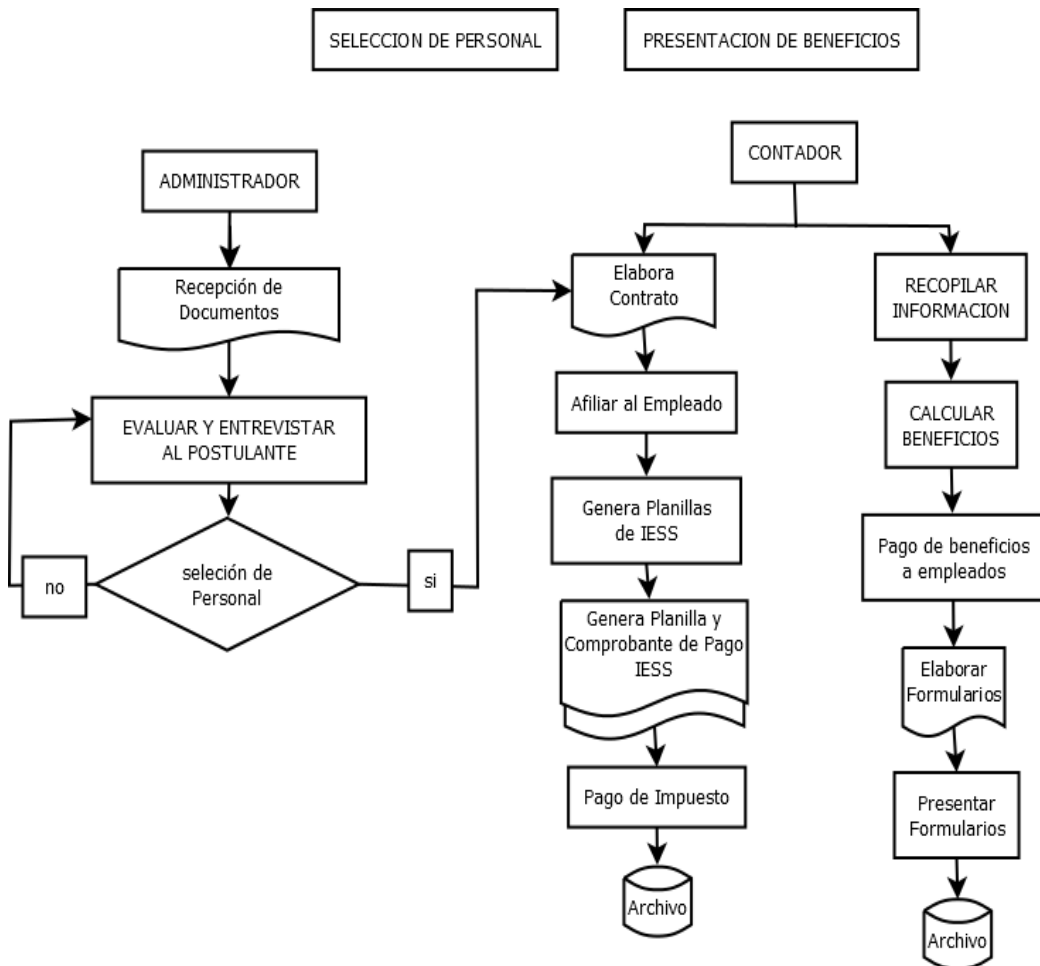 SELECCION DE PERSONAL
PRESENTACION DE BENEFICIOS
ADMINISTRADOR
Recepción de
Documentos
EVALUAR Y ENTREVISTAR
AL POSTULANTE
seleción de
Personal
no
si
CONTADOR
Elabora
Contrato
Afiliar al Empleado
Genera Planillas
de IESS
Genera Planilla y
Comprobante de Pago
IESS
Pago de Impuesto
Archivo
RECOPILAR
INFORMACION
CALCULAR
BENEFICIOS
Pago de beneficios
a empleados
Elaborar
Formularios
Presentar
Formularios
Archivo